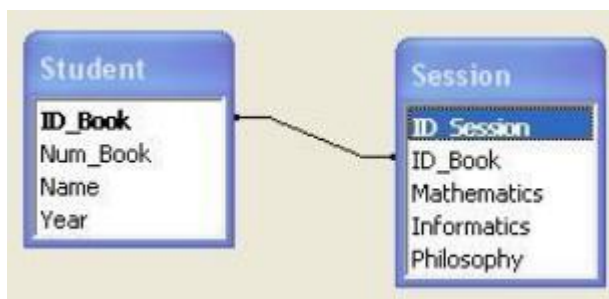 Student
ID_Book
Num_Book
Name
Year
Session
ID_Session
ID_Book
Mathematics
Informatics
Philosophy